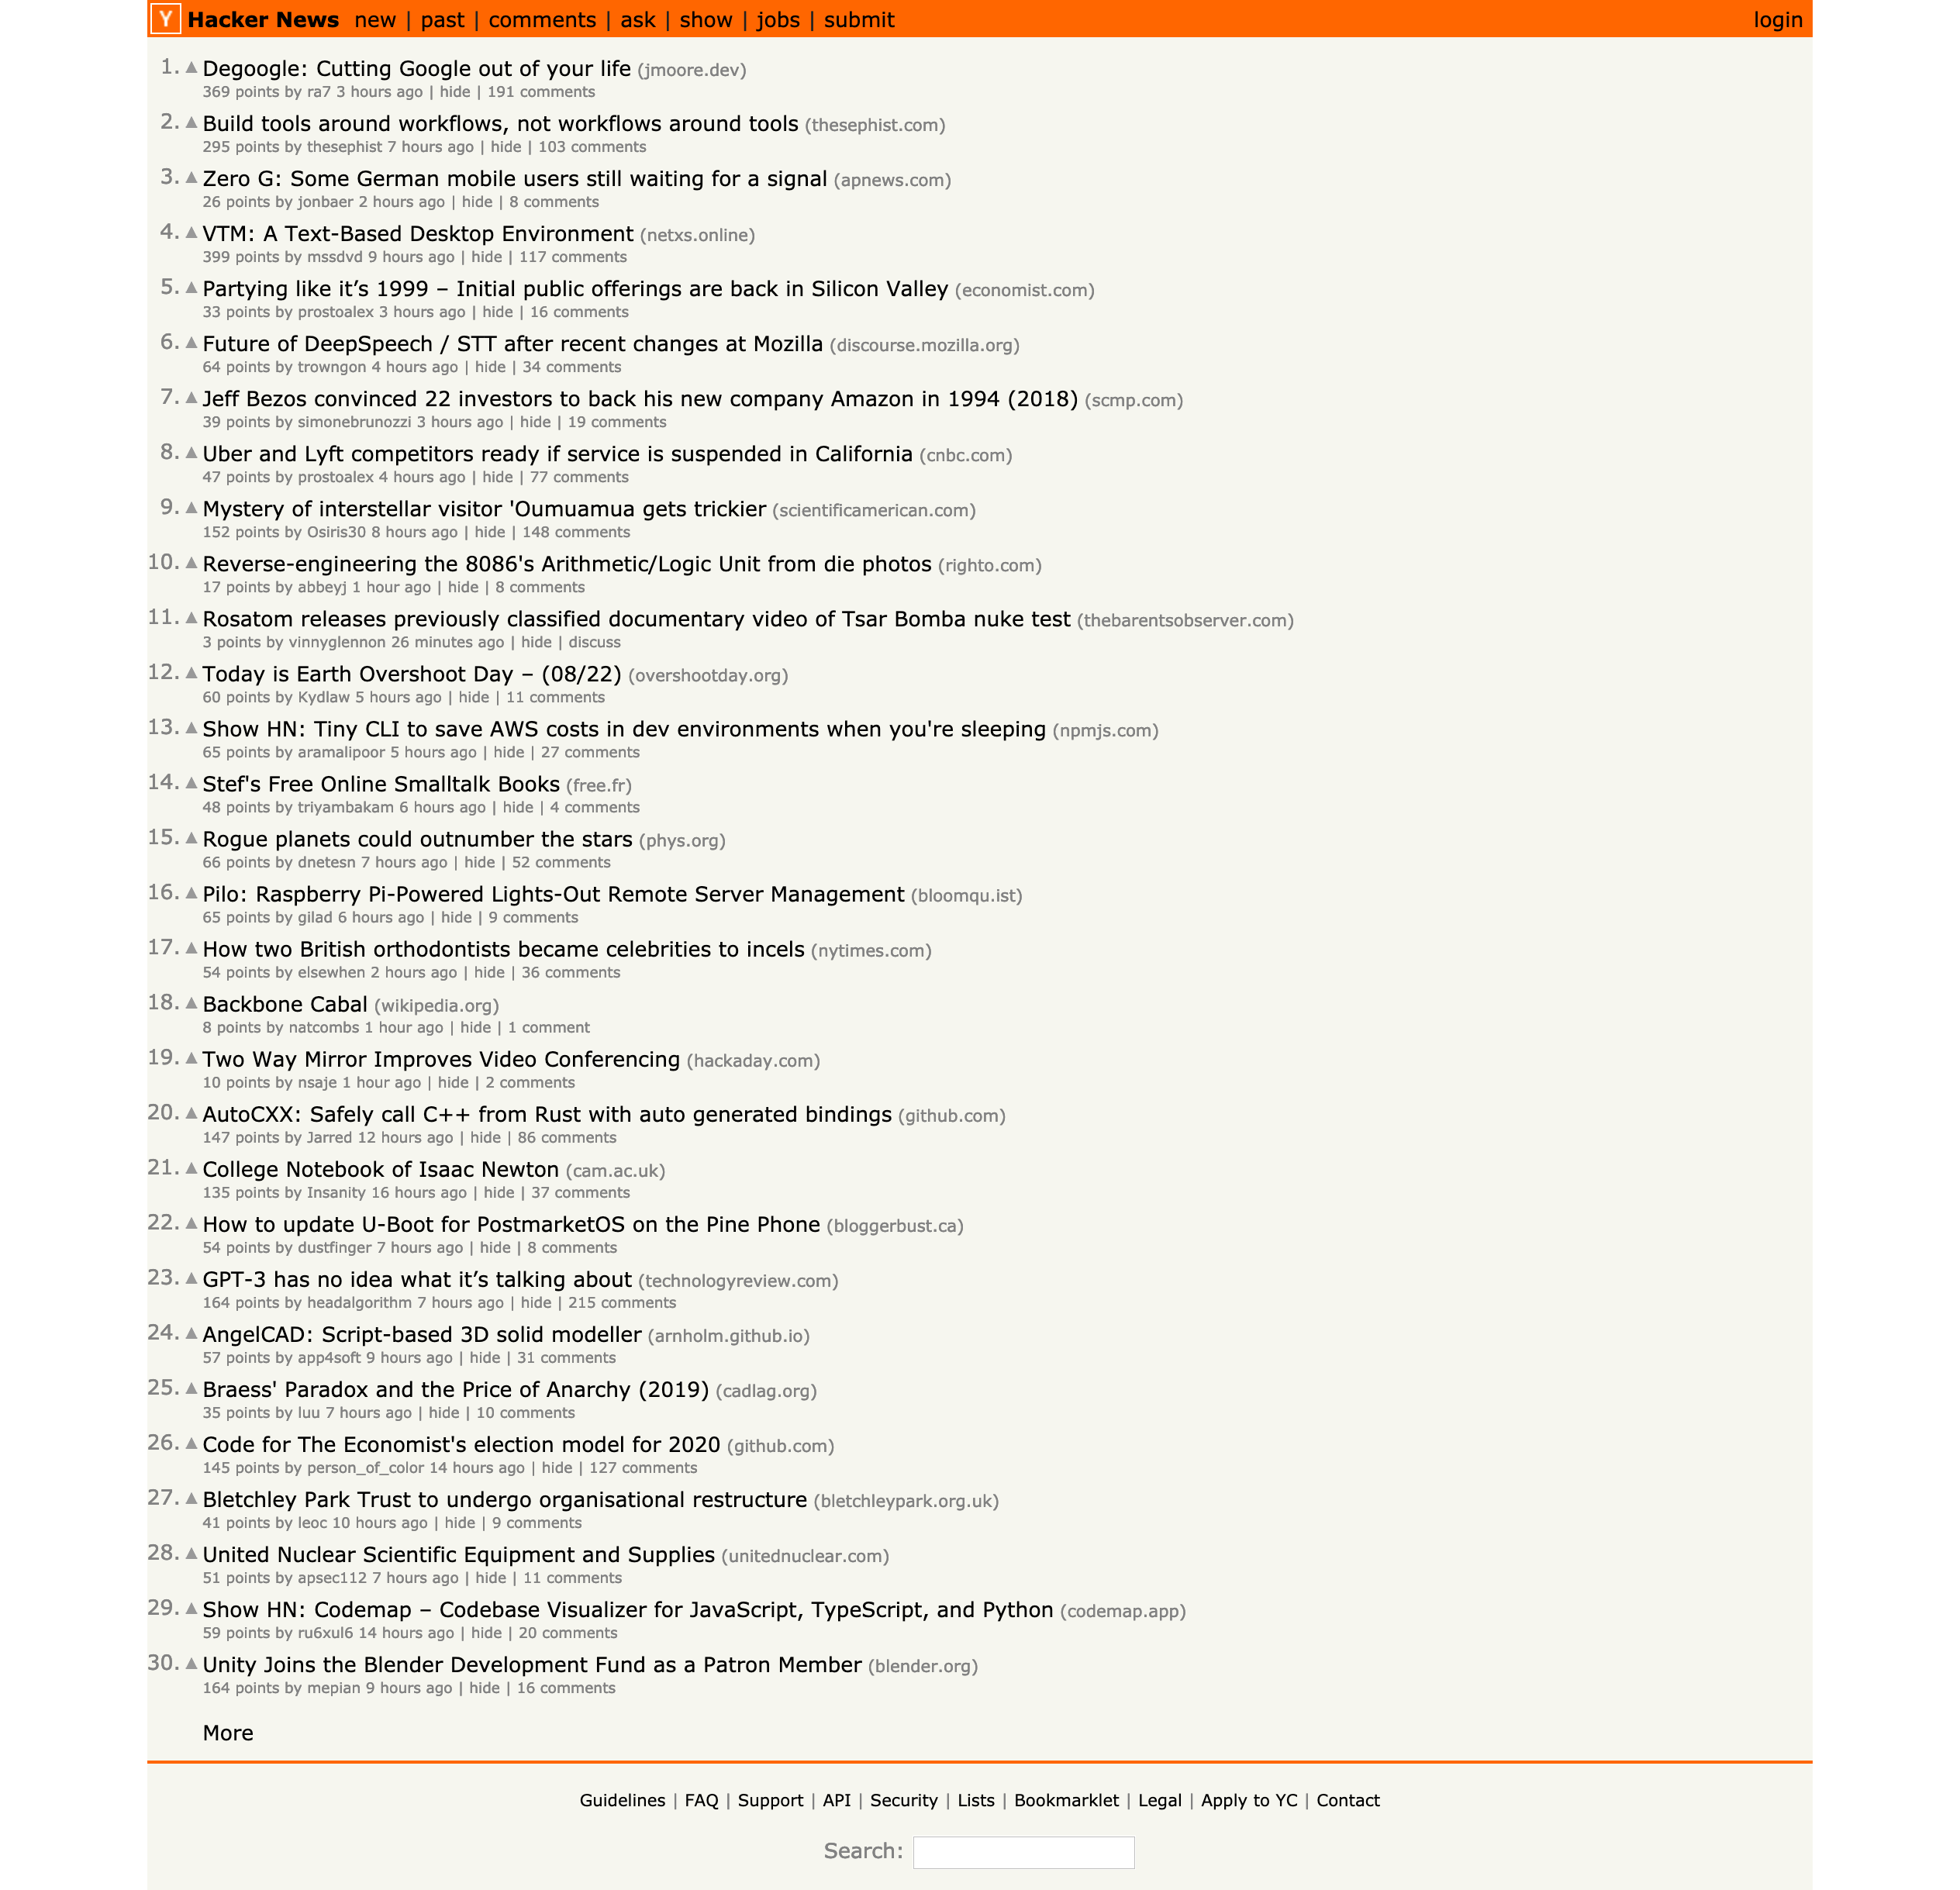 Y Hacker News new | past | comments | ask | show | jobs | submit login
1. ▲ Degoogle: Cutting Google out of your life (jmoore.dev)
369 points by ra7 3 hours ago | hide | 191 comments
2. ▲ Build tools around workflows, not workflows around tools (thesephist.com)
295 points by thesephist 7 hours ago | hide | 103 comments
3. ▲ Zero G: Some German mobile users still waiting for a signal (apnews.com)
26 points by jonbaer 2 hours ago | hide | 8 comments
4. ▲ VTM: A Text-Based Desktop Environment (netxs.online)
399 points by mssdvd 9 hours ago | hide | 117 comments
5. ▲ Partying like it’s 1999 – Initial public offerings are back in Silicon Valley (economist.com)
33 points by prostoalex 3 hours ago | hide | 16 comments
6. ▲ Future of DeepSpeech / STT after recent changes at Mozilla (discourse.mozilla.org)
64 points by trowngon 4 hours ago | hide | 34 comments
7. ▲ Jeff Bezos convinced 22 investors to back his new company Amazon in 1994 (2018) (scmp.com)
39 points by simonebrunozzi 3 hours ago | hide | 19 comments
8. ▲ Uber and Lyft competitors ready if service is suspended in California (cnbc.com)
47 points by prostoalex 4 hours ago | hide | 77 comments
9. ▲ Mystery of interstellar visitor 'Oumuamua gets trickier (scientificamerican.com)
152 points by Osiris30 8 hours ago | hide | 148 comments
10. ▲ Reverse-engineering the 8086's Arithmetic/Logic Unit from die photos (righto.com)
17 points by abbeyj 1 hour ago | hide | 8 comments
11. ▲ Rosatom releases previously classified documentary video of Tsar Bomba nuke test (thebarentsobserver.com)
3 points by vinnyglennon 26 minutes ago | hide | discuss
12. ▲ Today is Earth Overshoot Day – (08/22) (overshootday.org)
60 points by Kydlaw 5 hours ago | hide | 11 comments
13. ▲ Show HN: Tiny CLI to save AWS costs in dev environments when you're sleeping (npmjs.com)
65 points by aramalipoor 5 hours ago | hide | 27 comments
14. ▲ Stef's Free Online Smalltalk Books (free.fr)
48 points by triyambakam 6 hours ago | hide | 4 comments
15. ▲ Rogue planets could outnumber the stars (phys.org)
66 points by dnetesn 7 hours ago | hide | 52 comments
16. ▲ Pilo: Raspberry Pi-Powered Lights-Out Remote Server Management (bloomqu.ist)
65 points by gilad 6 hours ago | hide | 9 comments
17. ▲ How two British orthodontists became celebrities to incels (nytimes.com)
54 points by elsewhen 2 hours ago | hide | 36 comments
18. ▲ Backbone Cabal (wikipedia.org)
8 points by natcombs 1 hour ago | hide | 1 comment
19. ▲ Two Way Mirror Improves Video Conferencing (hackaday.com)
10 points by nsaje 1 hour ago | hide | 2 comments
20. ▲ AutoCXX: Safely call C++ from Rust with auto generated bindings (github.com)
147 points by Jarred 12 hours ago | hide | 86 comments
21. ▲ College Notebook of Isaac Newton (cam.ac.uk)
135 points by Insanity 16 hours ago | hide | 37 comments
22. ▲ How to update U-Boot for PostmarketOS on the Pine Phone (bloggerbust.ca)
54 points by dustfinger 7 hours ago | hide | 8 comments
23. ▲ GPT-3 has no idea what it’s talking about (technologyreview.com)
164 points by headalgorithm 7 hours ago | hide | 215 comments
24. ▲ AngelCAD: Script-based 3D solid modeller (arnholm.github.io)
57 points by app4soft 9 hours ago | hide | 31 comments
25. ▲ Braess' Paradox and the Price of Anarchy (2019) (cadlag.org)
35 points by luu 7 hours ago | hide | 10 comments
26. ▲ Code for The Economist's election model for 2020 (github.com)
145 points by person_of_color 14 hours ago | hide | 127 comments
27. ▲ Bletchley Park Trust to undergo organisational restructure (bletchleypark.org.uk)
41 points by leoc 10 hours ago | hide | 9 comments
28. ▲ United Nuclear Scientific Equipment and Supplies (unitednuclear.com)
51 points by apsec112 7 hours ago | hide | 11 comments
29. ▲ Show HN: Codemap – Codebase Visualizer for JavaScript, TypeScript, and Python (codemap.app)
59 points by ru6xul6 14 hours ago | hide | 20 comments
30. ▲ Unity Joins the Blender Development Fund as a Patron Member (blender.org)
164 points by mepian 9 hours ago | hide | 16 comments
More
Guidelines | FAQ | Support | API | Security | Lists | Bookmarklet | Legal | Apply to YC | Contact
Search: